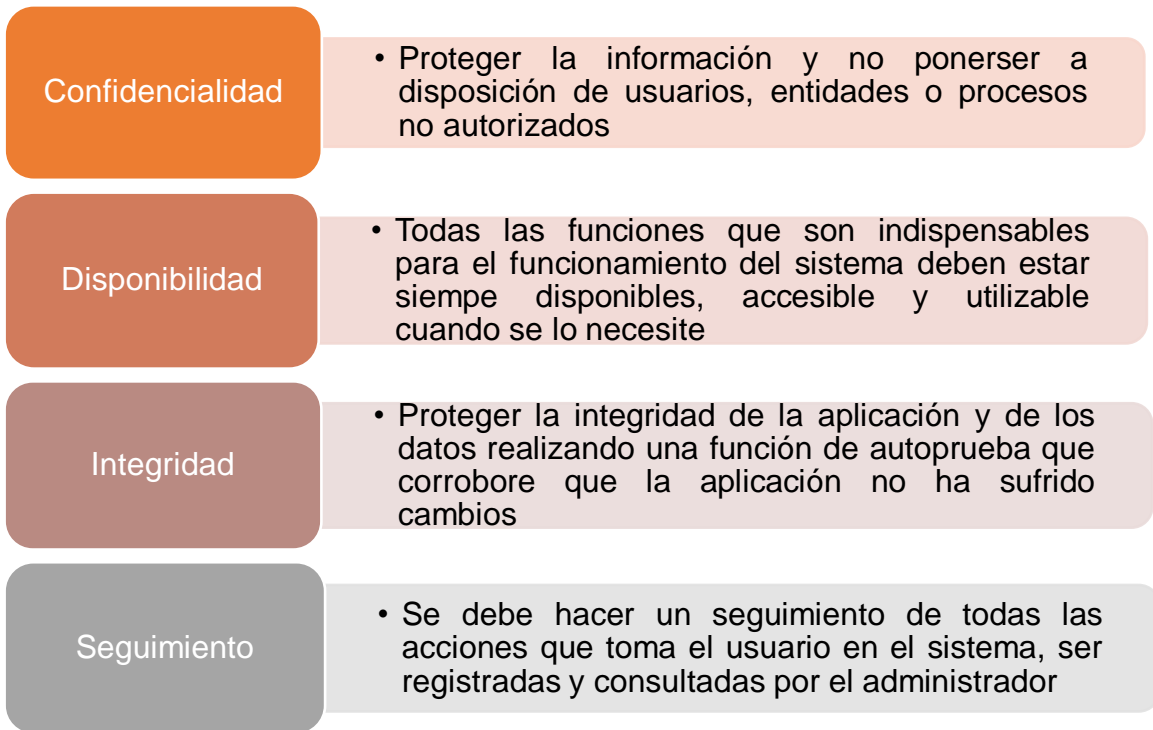 Confidencialidad
• Proteger la información y no ponerser a
disposición de usuarios, entidades o procesos
no autorizados
Disponibilidad
• Todas las funciones que son indispensables
para el funcionamiento del sistema deben estar
siempe disponibles, accesible y utilizable
cuando se lo necesite
Integridad
• Proteger la integridad de la aplicación y de los
datos realizando una función de autoprueba que
corrobore que la aplicación no ha sufrido
cambios
Seguimiento
• Se debe hacer un seguimiento de todas las
acciones que toma el usuario en el sistema, ser
registradas y consultadas por el administrador